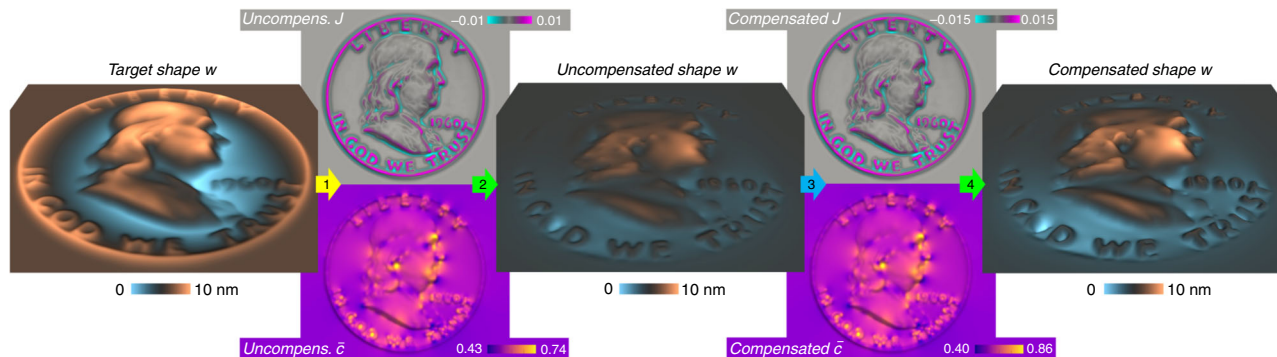 Uncompens. J
−0.01 0.01
Compensated J
−0.015 0.015
Target shape w
Uncompensated shape w
Compensated shape w
LIBERTY
IN GOD WE TRUST
1960
LIBERTY
IN GOD WE TRUST
1960
1
2
3
4
0 10 nm
0 10 nm
0 10 nm
Uncompens. c̄
0.43 0.74
Compensated c̄
0.40 0.86